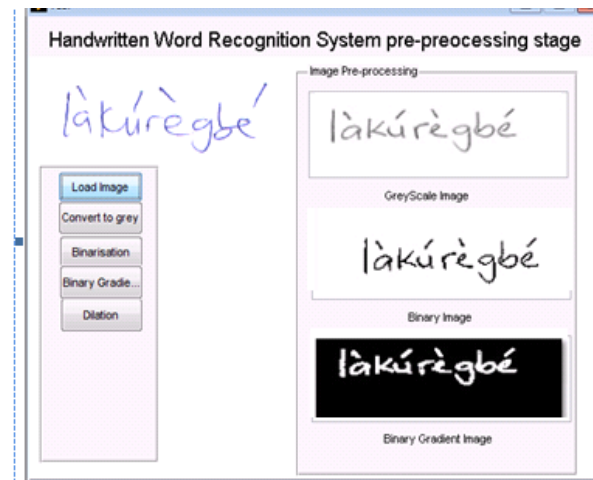 Handwritten Word Recognition System pre-preocessing stage
Image Pre-processing
làkúrègbé
làkúrègbé
GreyScale Image
Load Image
Convert to grey
Binarisation
Binary Gradie...
Dilation
làkúrègbé
Binary Image
làkúrègbé
Binary Gradient Image